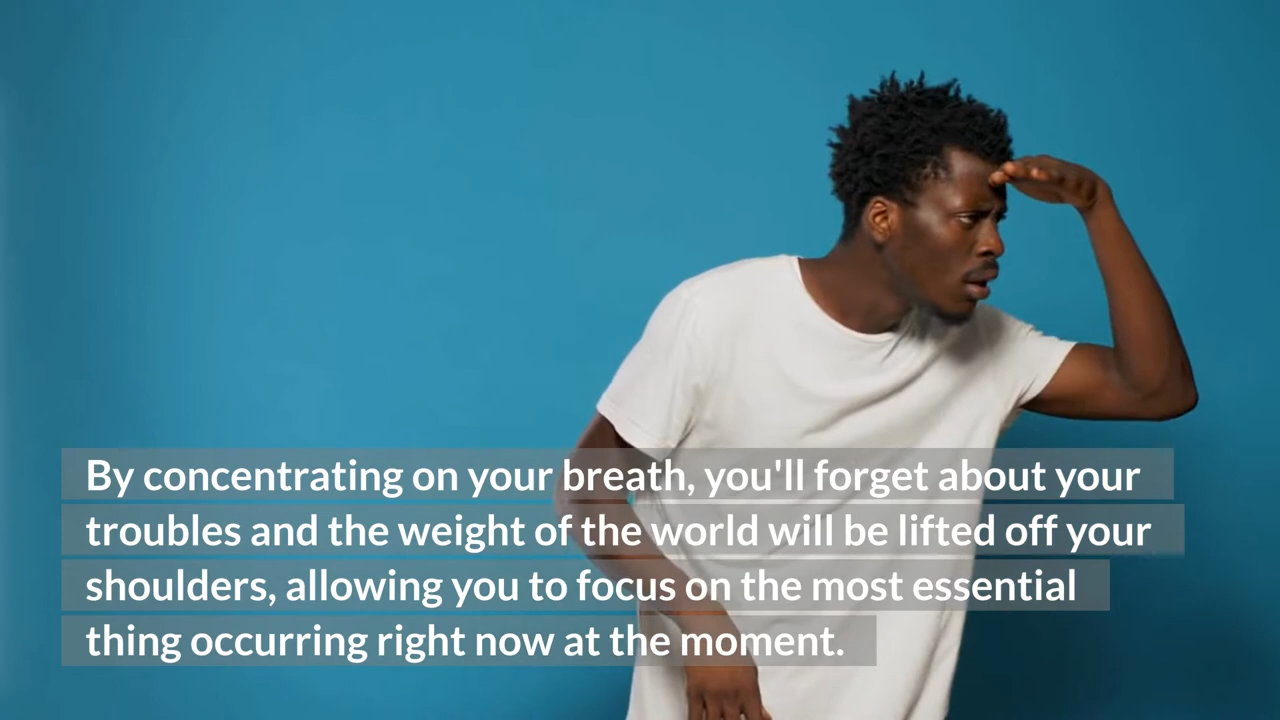 By concentrating on your breath, you'll forget about your
troubles and the weight of the world will be lifted off your
shoulders, allowing you to focus on the most essential
thing occurring right now at the moment.